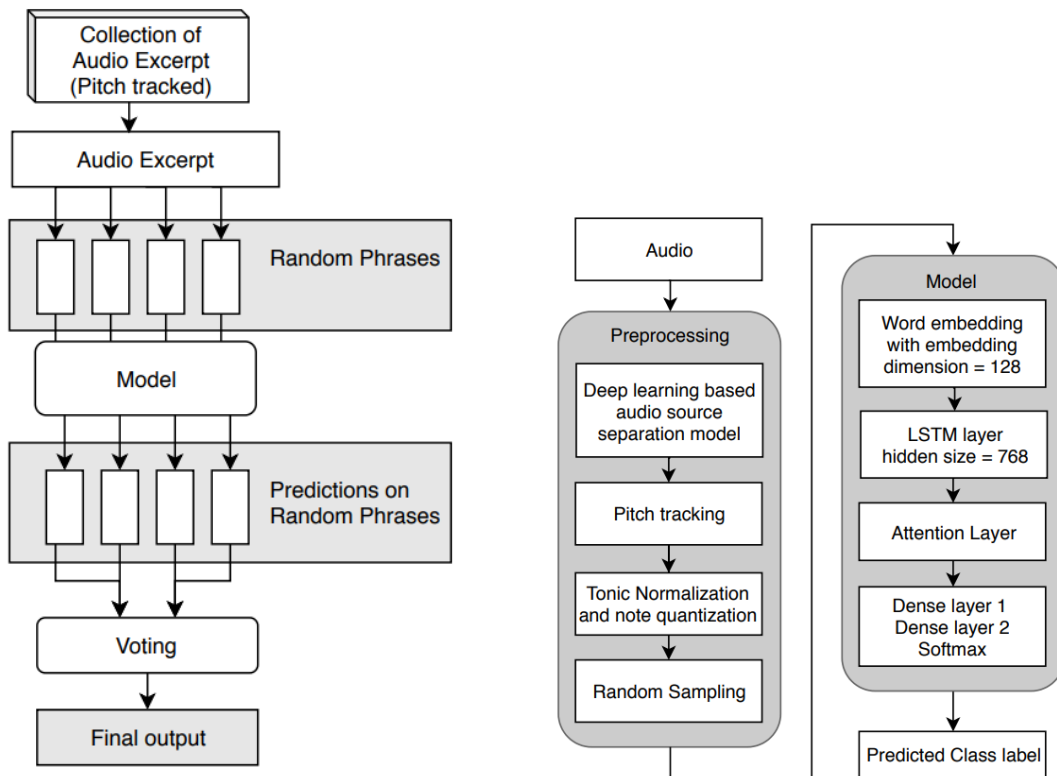 Collection of
Audio Excerpt
(Pitch tracked)
Audio Excerpt
Random Phrases
Model
Predictions on
Random Phrases
Voting
Final output
Audio
Preprocessing
Deep learning based
audio source
separation model
Pitch tracking
Tonic Normalization
and note quantization
Random Sampling
Model
Word embedding
with embedding
dimension = 128
LSTM layer
hidden size = 768
Attention Layer
Dense layer 1
Dense layer 2
Softmax
Predicted Class label